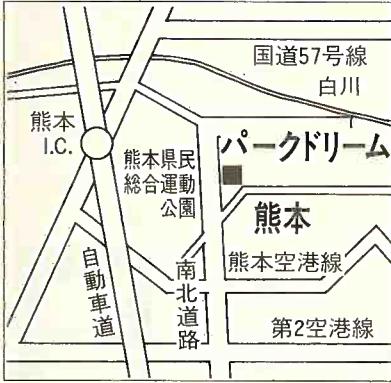 国道57号線
白川
熊本
I.C.
熊本県民
総合運動
公園
パークドリーム
熊本
熊本空港線
自動車道
南北道路
第2空港線